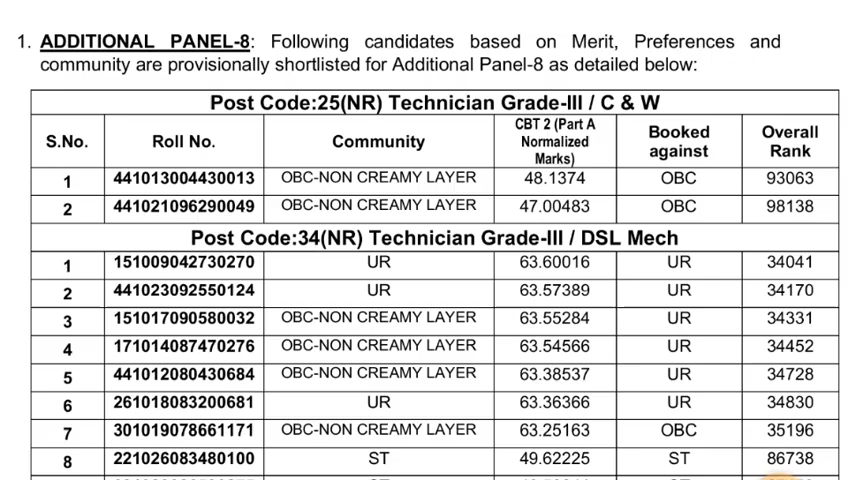 1. ADDITIONAL PANEL-8: Following candidates based on Merit, Preferences and
community are provisionally shortlisted for Additional Panel-8 as detailed below:
Post Code:25(NR) Technician Grade-III / C & W
S.No. Roll No. Community CBT 2 (Part A Normalized Marks) Booked against Overall Rank
1 441013004430013 OBC-NON CREAMY LAYER 48.1374 OBC 93063
2 441021096290049 OBC-NON CREAMY LAYER 47.00483 OBC 98138
Post Code:34(NR) Technician Grade-III / DSL Mech
1 151009042730270 UR 63.60016 UR 34041
2 441023092550124 UR 63.57389 UR 34170
3 151017090580032 OBC-NON CREAMY LAYER 63.55284 UR 34331
4 171014087470276 OBC-NON CREAMY LAYER 63.54566 UR 34452
5 441012080430684 OBC-NON CREAMY LAYER 63.38537 UR 34728
6 261018083200681 UR 63.36366 UR 34830
7 301019078661171 OBC-NON CREAMY LAYER 63.25163 OBC 35196
8 221026083480100 ST 49.62225 ST 86738